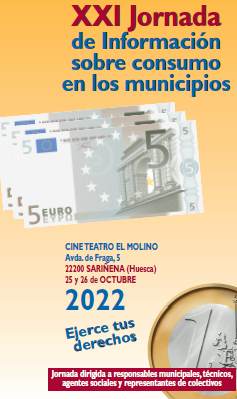 XXI Jornada
de Información
sobre consumo
en los municipios
5 EURO
ΕΥΡΩ
5
CINE TEATRO EL MOLINO
Avda. de Fraga, 5
22200 SARIÑENA (Huesca)
25 y 26 de OCTUBRE
2022
Ejerce tus
derechos
1
Jornada dirigida a responsables municipales, técnicos,
agentes sociales y representantes de colectivos